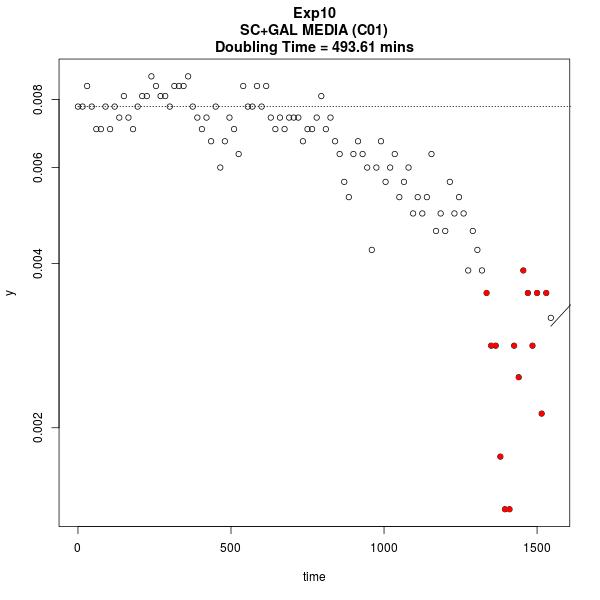 Exp10
SC+GAL MEDIA (C01)
Doubling Time = 493.61 mins
0.008
0.006
0.004
0.002
y
0 500 1000 1500
time